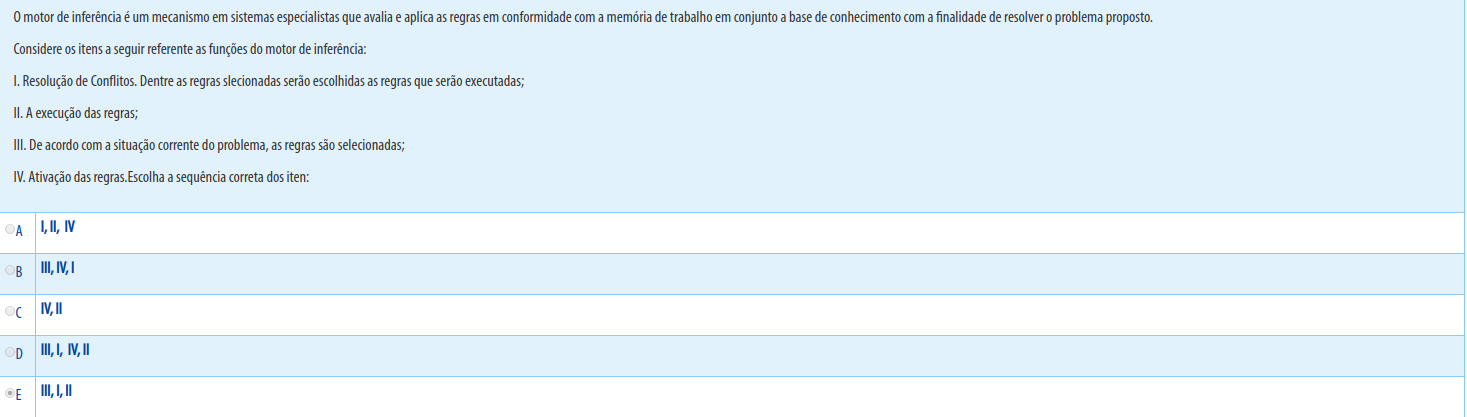 O motor de inferência é um mecanismo em sistemas especialistas que avalia e aplica as regras em conformidade com a memória de trabalho em conjunto a base de conhecimento com a finalidade de resolver o problema proposto.
Considere os itens a seguir referente as funções do motor de inferência:
I. Resolução de Conflitos. Dentre as regras slecionadas serão escolhidas as regras que serão executadas;
II. A execução das regras;
III. De acordo com a situação corrente do problema, as regras são selecionadas;
IV. Ativação das regras.Escolha a sequência correta dos iten:
A I, II, IV
B III, IV, I
C IV, II
D III, I, IV, II
E III, I, II